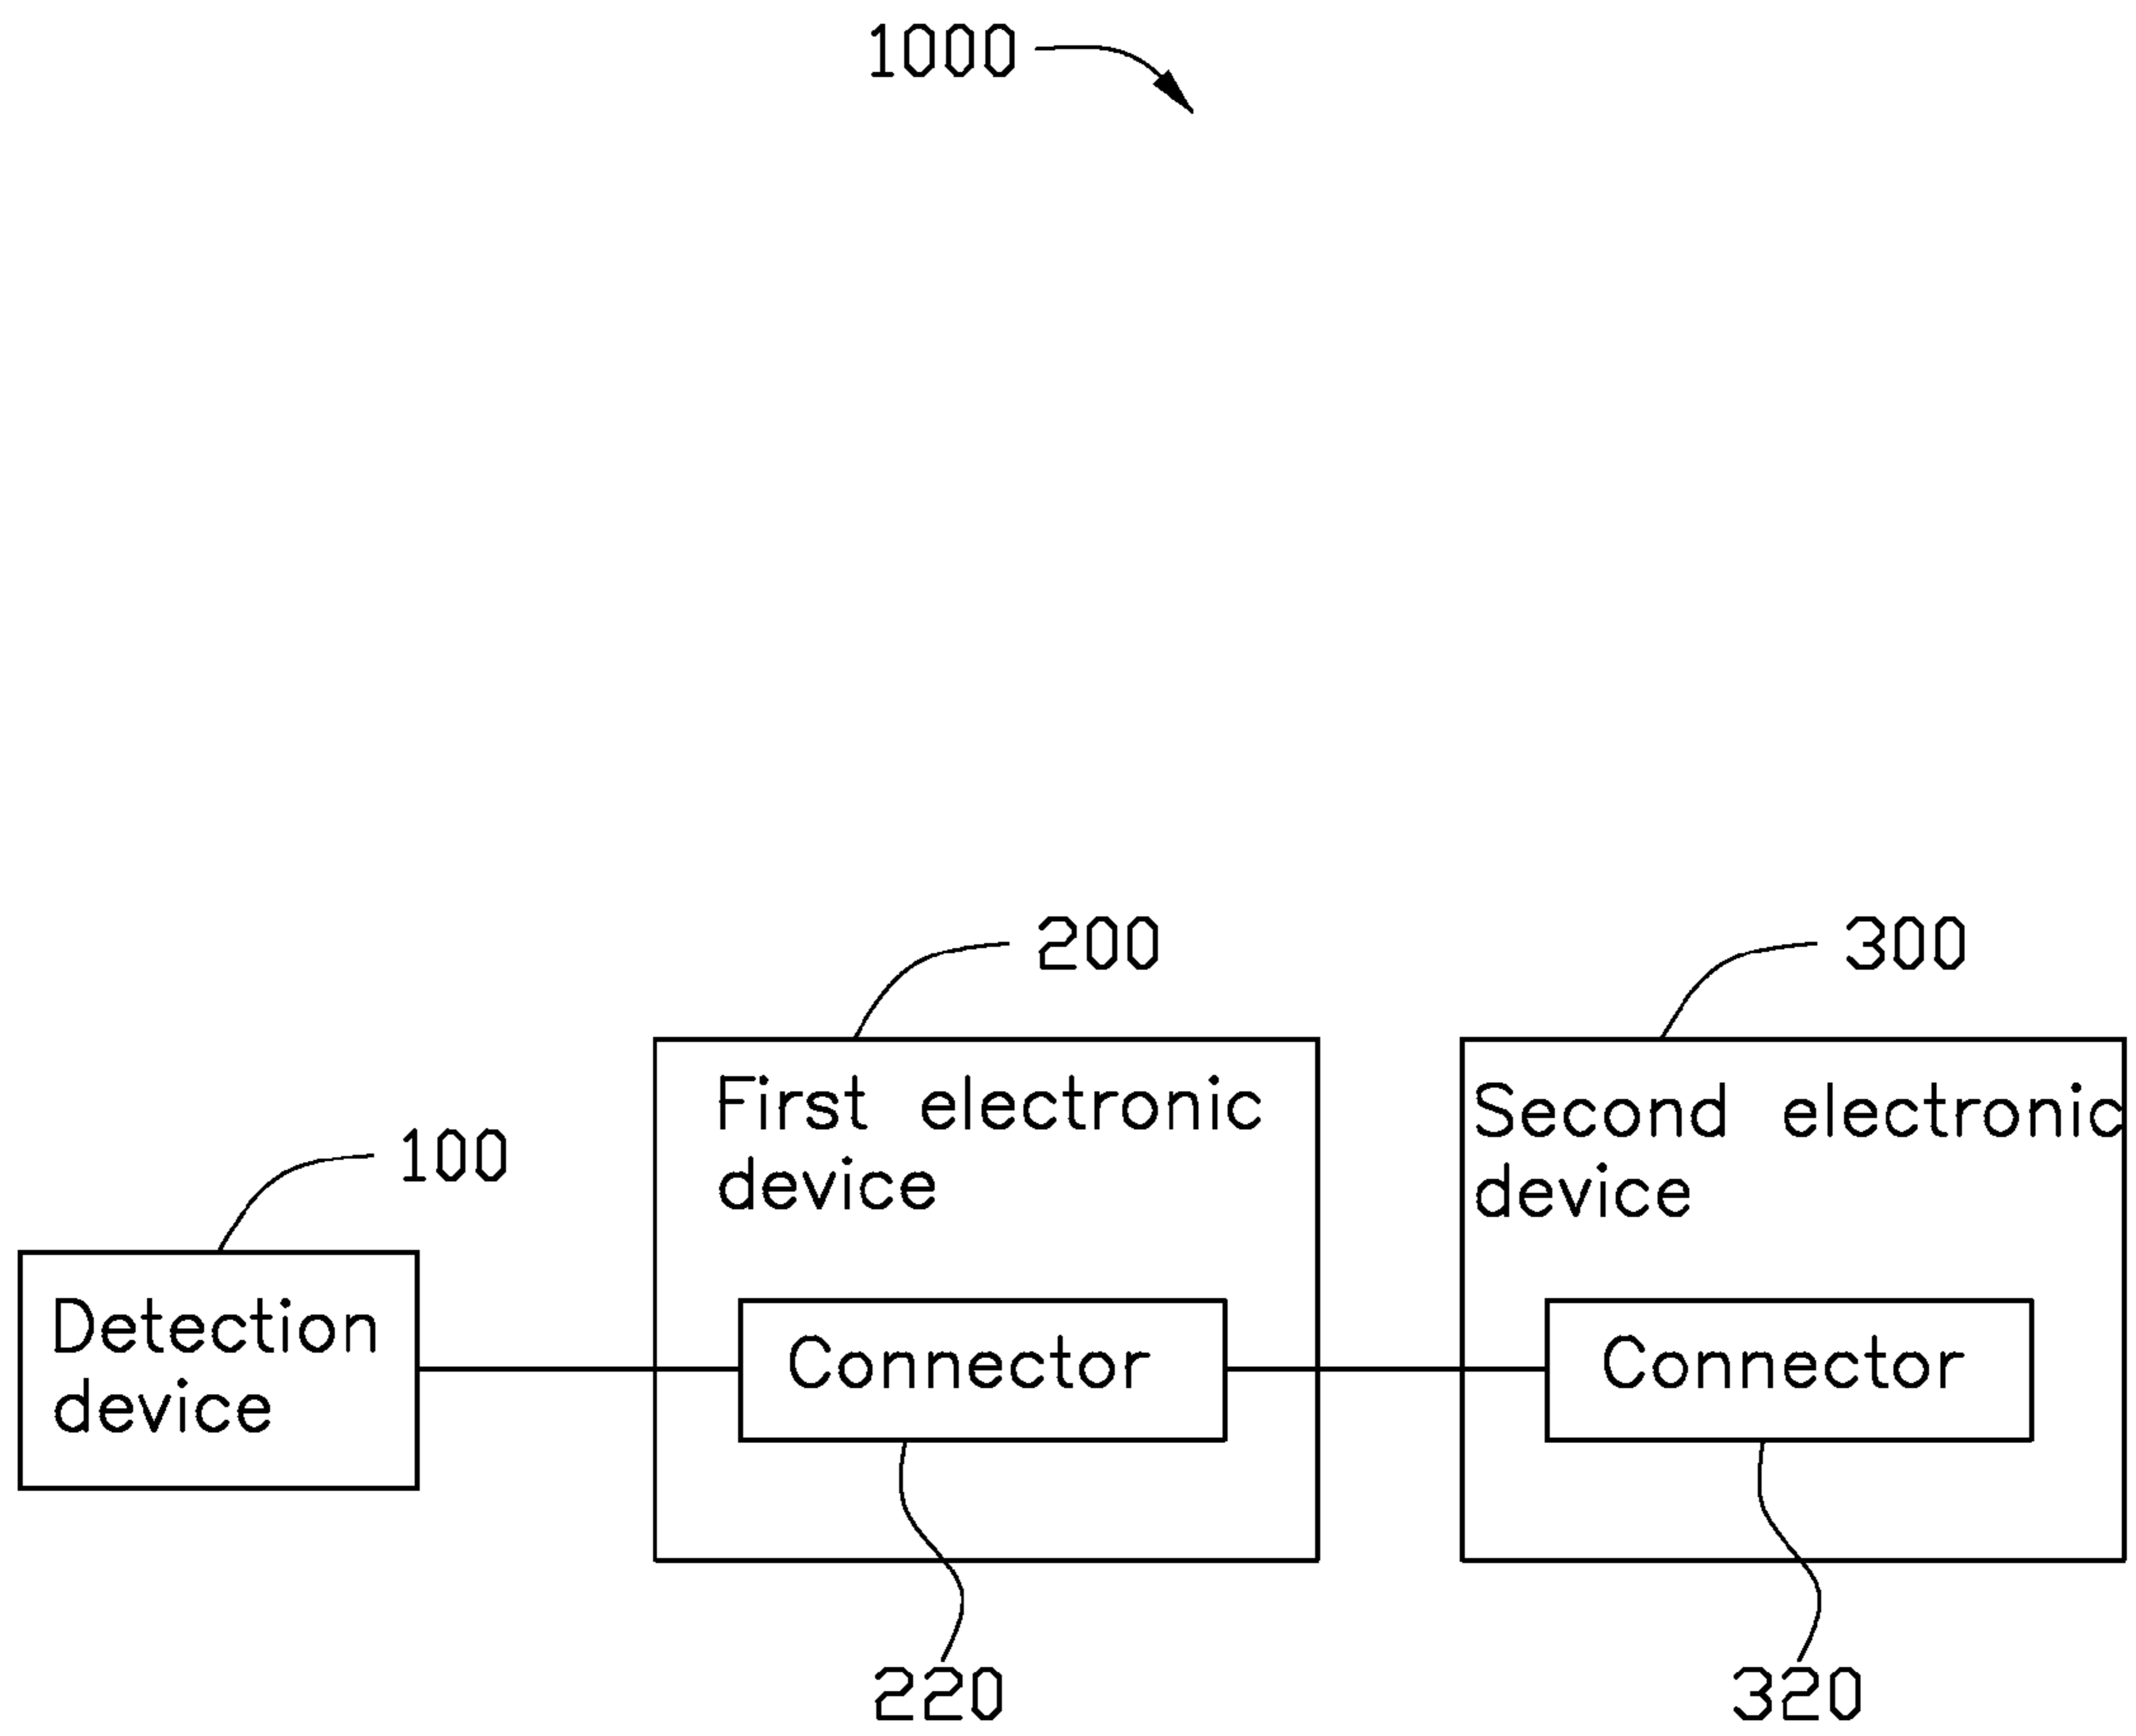 1000
200
300
First electronic
device
Second electronic
device
100
Detection
device
Connector
Connector
220
320